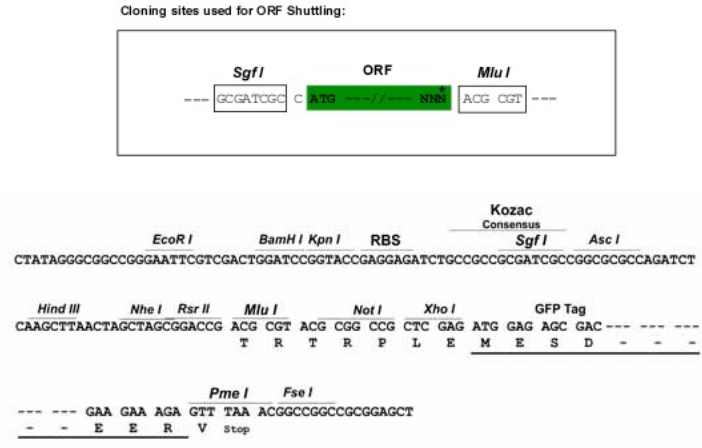 Cloning sites used for ORF Shuttling:
Sgf I ORF Mlu I
--- GCGATCGC C ATG ---//--- NNN* ACG CGT ---
Kozac
Consensus
EcoR I BamH I Kpn I RBS Sgf I Asc I
CTATAGGGCGGCCGGGAATTCGTCGACTGGATCCGGTACCGAGGAGATCTGCCGCCGCGATCGCCGGCGCGCCAGATCT
Hind III Nhe I Rsr II Mlu I Not I Xho I GFP Tag
CAAGCTTAACTAGCTAGCGGACCG ACG CGT ACG CGG CCG CTC GAG ATG GAG AGC GAC--- --- ---
T R T R P L E M E S D - - -
Pme I Fse I
--- --- GAA GAA AGA GTT TAA ACGGCCGGCCGCGGAGCT
- - E E R V Stop